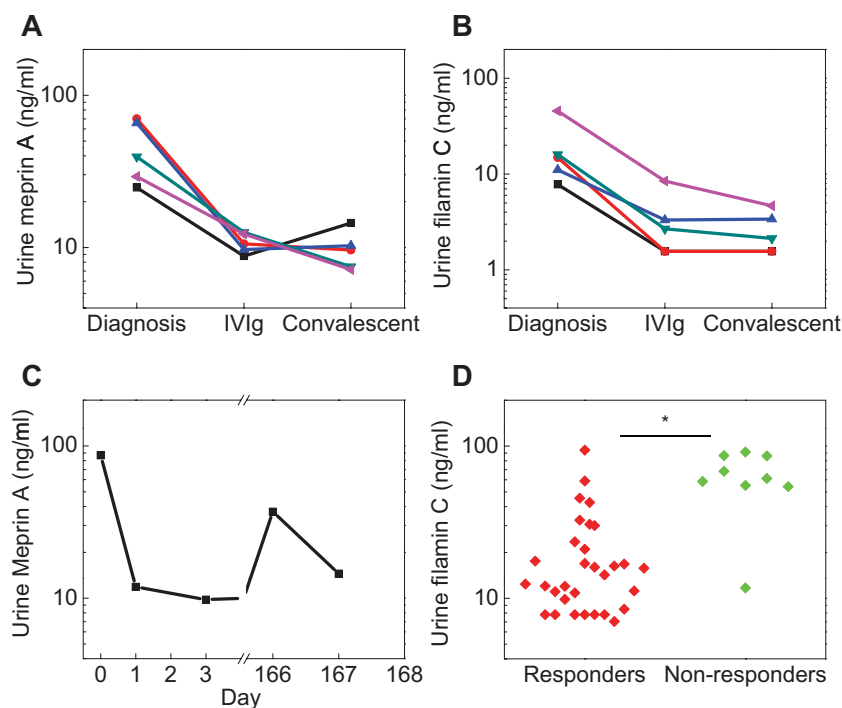 A
Urine meprin A (ng/ml)
100
10
Diagnosis IVIg Convalescent
B
Urine filamin C (ng/ml)
100
10
1
Diagnosis IVIg Convalescent
C
Urine Meprin A (ng/ml)
100
10
0 1 2 3 166 167 168
Day
D
Urine filamin C (ng/ml)
100
10
*
Responders Non-responders